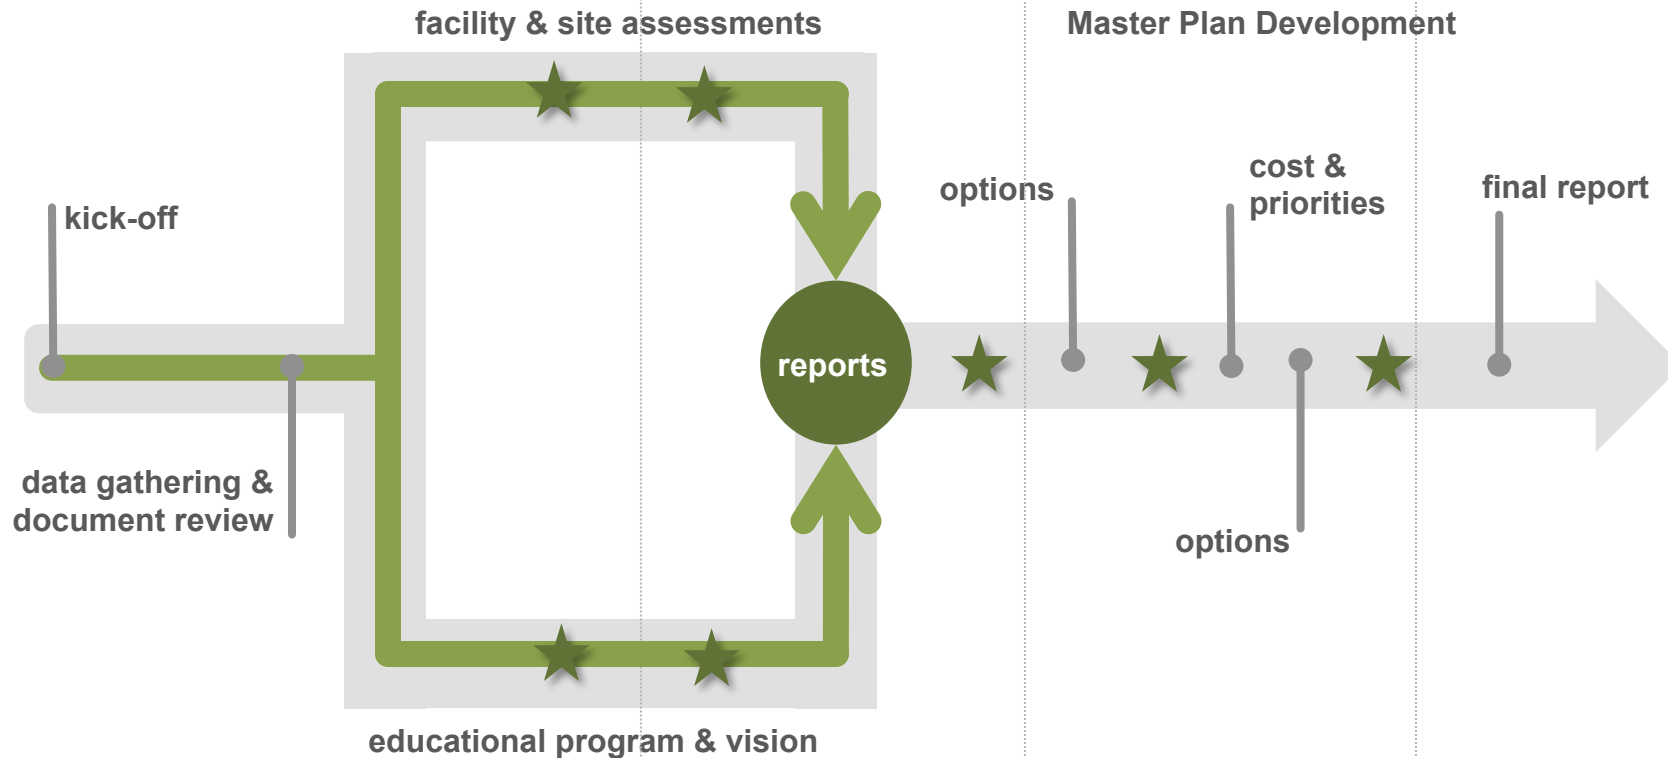 facility & site assessments
Master Plan Development
kick-off
options
cost &
priorities
final report
reports
data gathering &
document review
options
educational program & vision